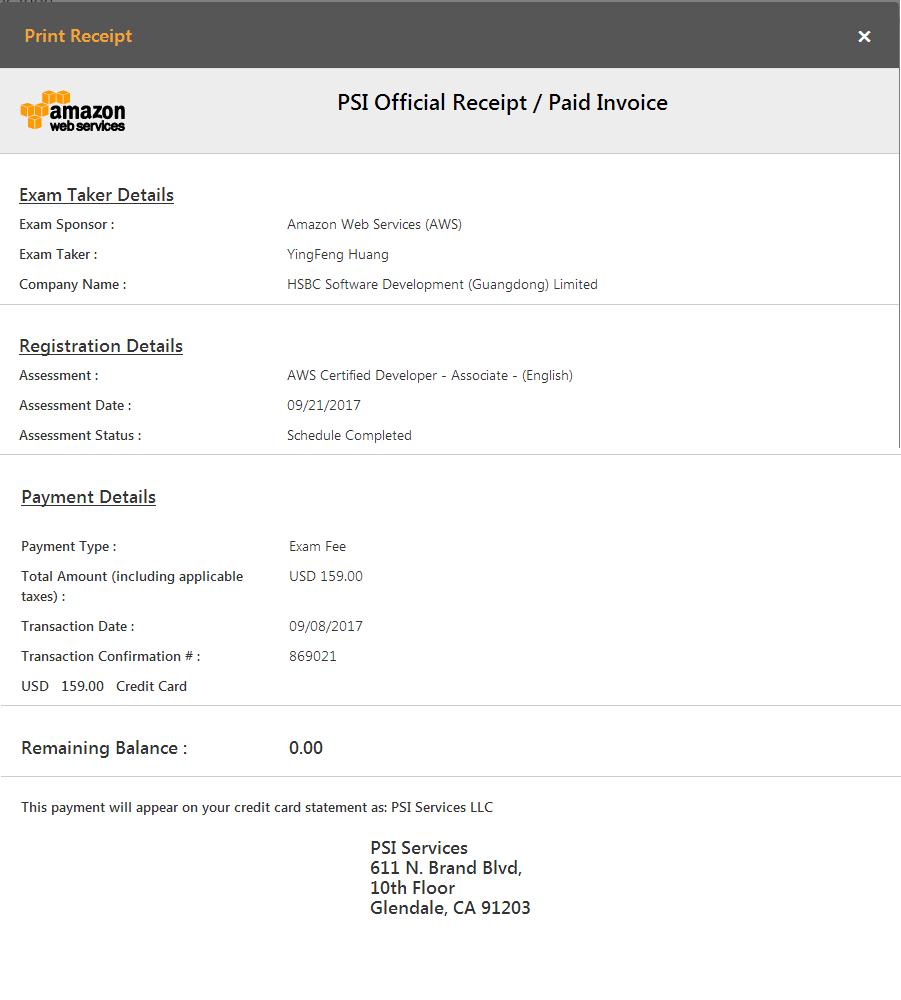 Print Receipt ×
amazon
web services
PSI Official Receipt / Paid Invoice
Exam Taker Details
Exam Sponsor : Amazon Web Services (AWS)
Exam Taker : YingFeng Huang
Company Name : HSBC Software Development (Guangdong) Limited
Registration Details
Assessment : AWS Certified Developer - Associate - (English)
Assessment Date : 09/21/2017
Assessment Status : Schedule Completed
Payment Details
Payment Type : Exam Fee
Total Amount (including applicable USD 159.00
taxes) :
Transaction Date : 09/08/2017
Transaction Confirmation # : 869021
USD 159.00 Credit Card
Remaining Balance : 0.00
This payment will appear on your credit card statement as: PSI Services LLC
PSI Services
611 N. Brand Blvd,
10th Floor
Glendale, CA 91203